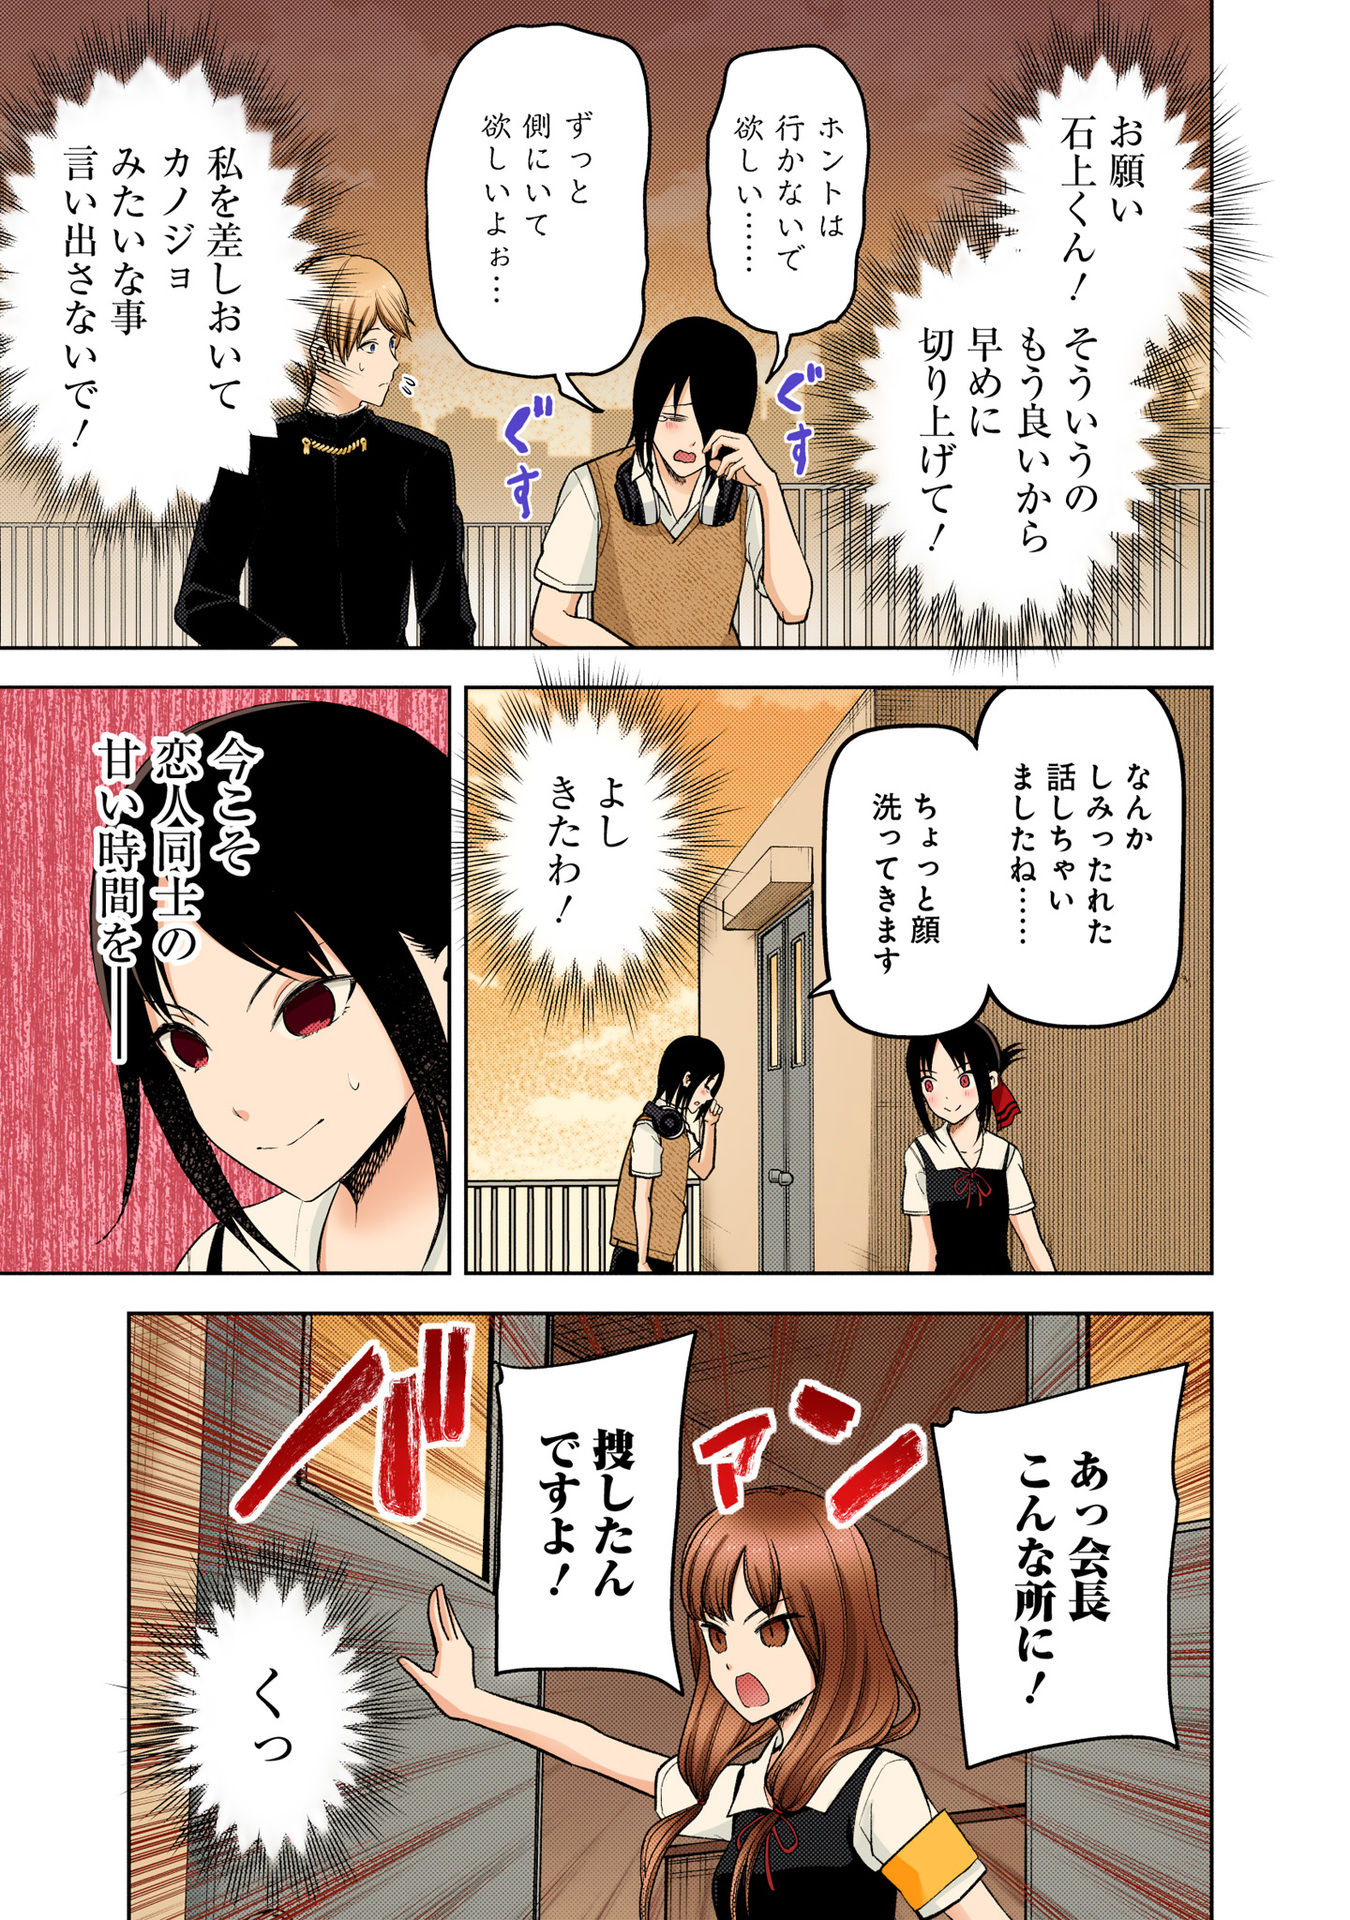 お願い
石上くん！
そういうの
もう良いから
早めに
切り上げて！
ホントは
行かないで
欲しい……
ぐすっ
ずっと
側にいて
欲しいよぉ…
ぐすっ
私を差しおいて
カノジョ
みたいな事
言い出さないで！
なんか
しみったれた
話しちゃい
ましたね……
ちょっと顔
洗ってきます
よし
きたわ！
今こそ
恋人同士の
甘い時間を――
あっ会長
こんな所に！
捜したん
ですよ！
バァン
くっ